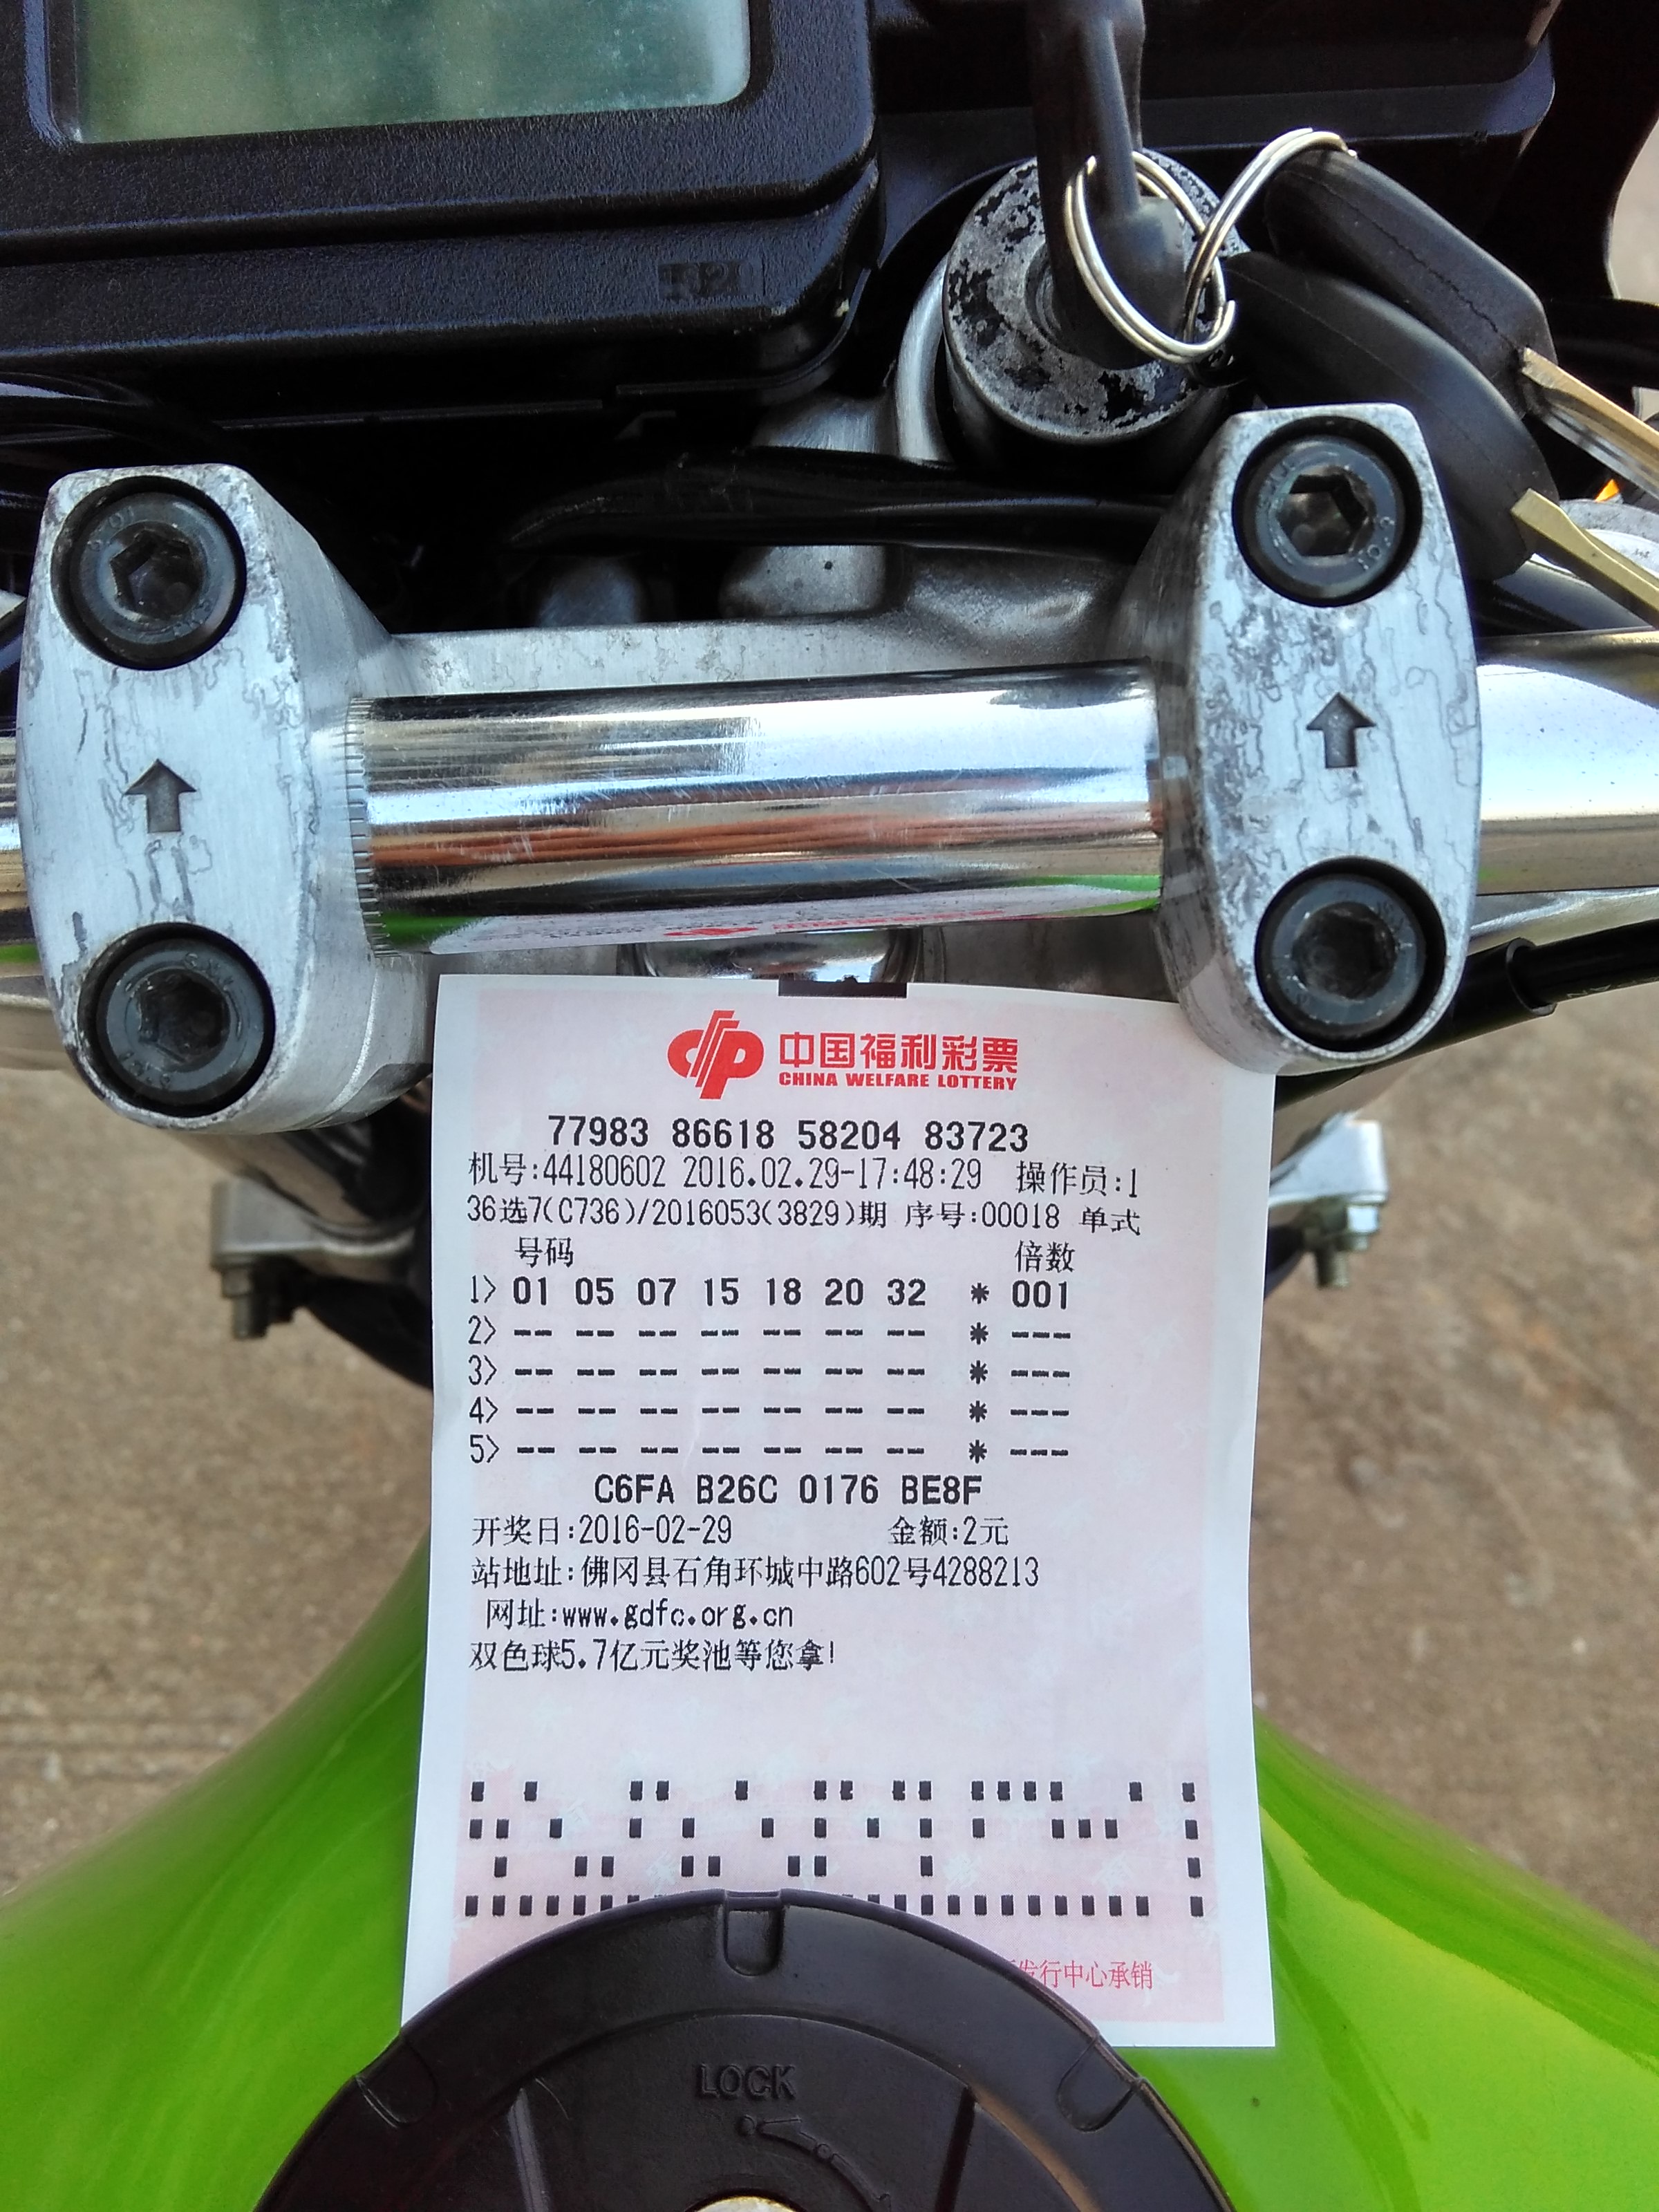 中国福利彩票
CHINA WELFARE LOTTERY
77983 86618 58204 83723
机号:44180602 2016.02.29-17:48:29 操作员:1
36选7(C736)/2016053(3829)期 序号:00018 单式
号码 倍数
1> 01 05 07 15 18 20 32 * 001
2> -- -- -- -- -- -- -- * ---
3> -- -- -- -- -- -- -- * ---
4> -- -- -- -- -- -- -- * ---
5> -- -- -- -- -- -- -- * ---
C6FA B26C 0176 BE8F
开奖日:2016-02-29 金额:2元
站地址:佛冈县石角环城中路602号4288213
网址:www.gdfc.org.cn
双色球5.7亿元奖池等您拿!
发行中心承销
LOCK